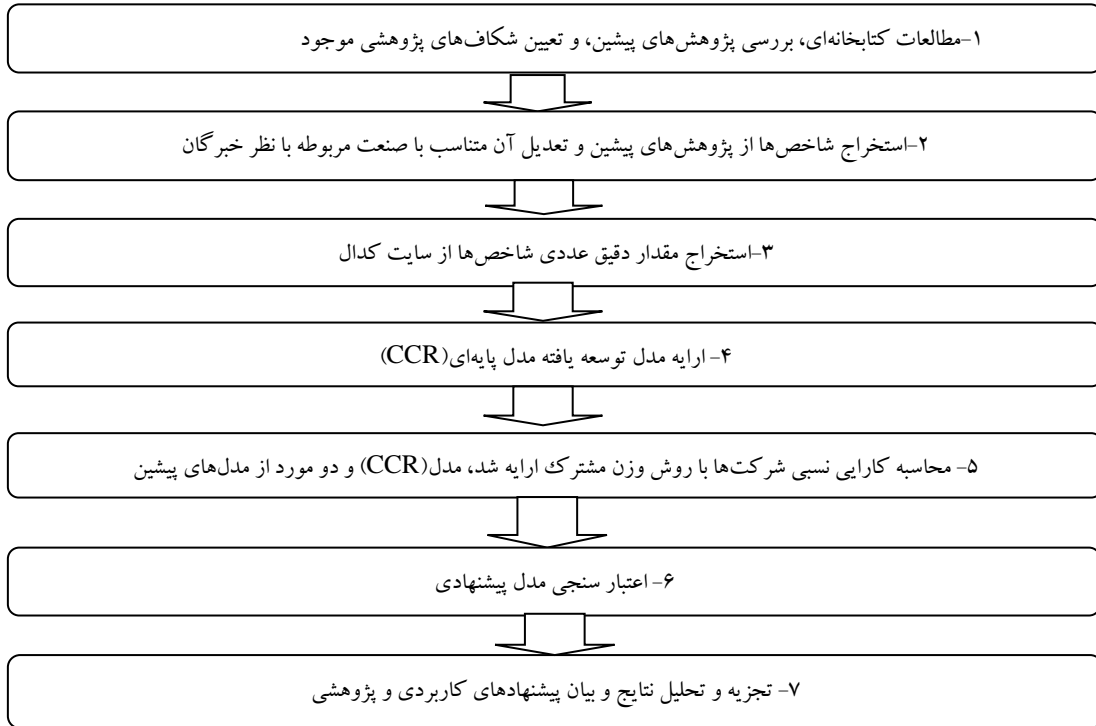 ۱-مطالعات کتابخانه‌ای، بررسی پژوهش‌های پیشین، و تعیین شکاف‌های پژوهشی موجود
۲-استخراج شاخص‌ها از پژوهش‌های پیشین و تعدیل آن متناسب با صنعت مربوطه با نظر خبرگان
۳-استخراج مقدار دقیق عددی شاخص‌ها از سایت کدال
۴- ارایه مدل توسعه یافته مدل پایه‌ای(CCR)
۵- محاسبه کارایی نسبی شرکت‌ها با روش وزن مشترک ارایه شد، مدل(CCR) و دو مورد از مدل‌های پیشین
۶- اعتبار سنجی مدل پیشنهادی
۷- تجزیه و تحلیل نتایج و بیان پیشنهادهای کاربردی و پژوهشی